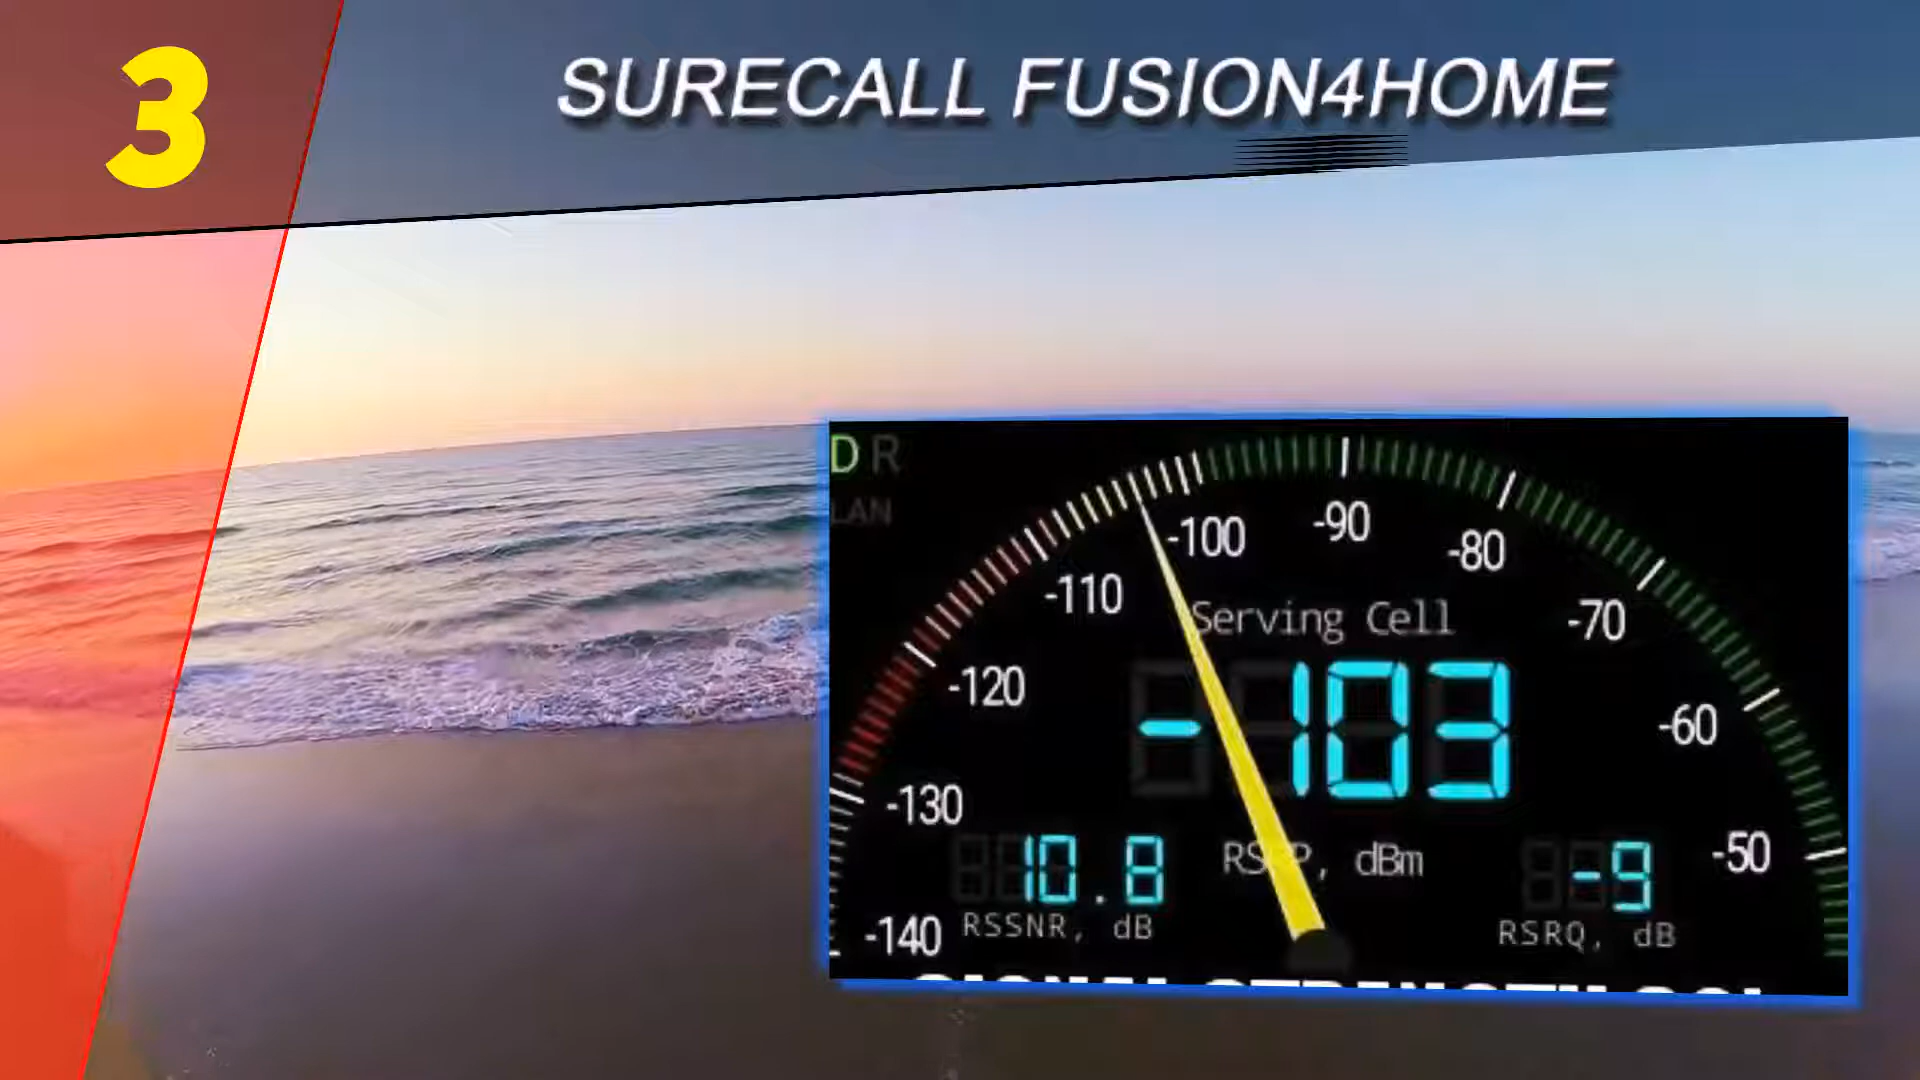 3
SURECALL FUSION4HOME
D R
LAN
-100 -90 -80
-110 Serving Cell -70
-120 -103 -60
-130 10.8 RSRP, dBm -9 -50
-140 RSSNR, dB RSRQ, dB